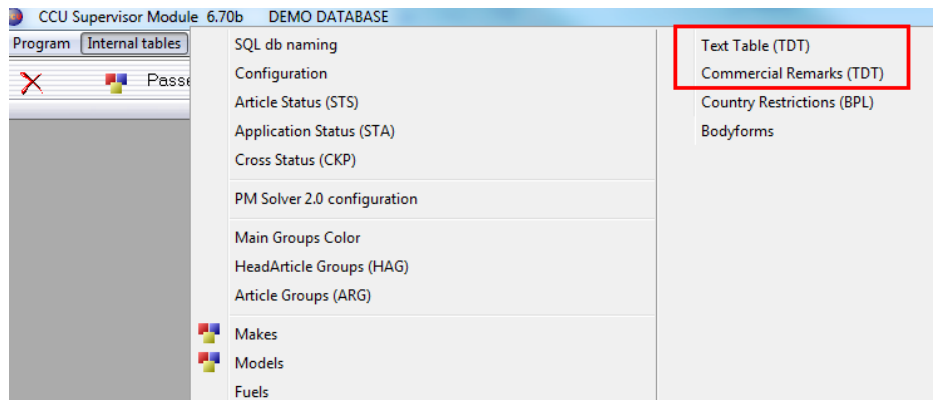 CCU Supervisor Module 6.70b DEMO DATABASE
Program Internal tables
Passe
SQL db naming
Configuration
Article Status (STS)
Application Status (STA)
Cross Status (CKP)
PM Solver 2.0 configuration
Main Groups Color
HeadArticle Groups (HAG)
Article Groups (ARG)
Makes
Models
Fuels
Text Table (TDT)
Commercial Remarks (TDT)
Country Restrictions (BPL)
Bodyforms